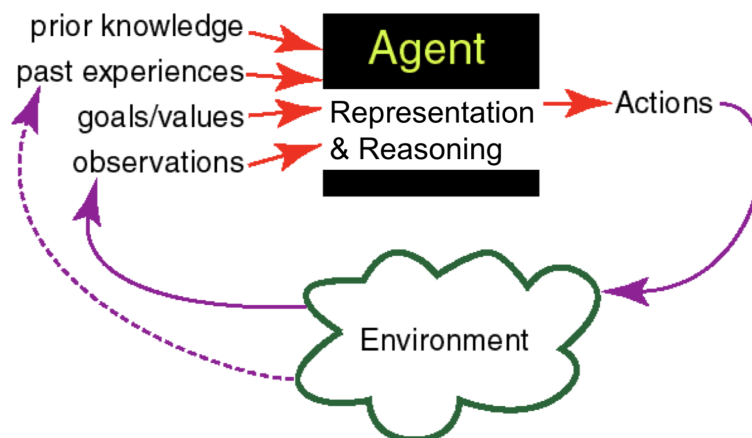 prior knowledge
past experiences
goals/values
observations
Agent
Representation
& Reasoning
Actions
Environment